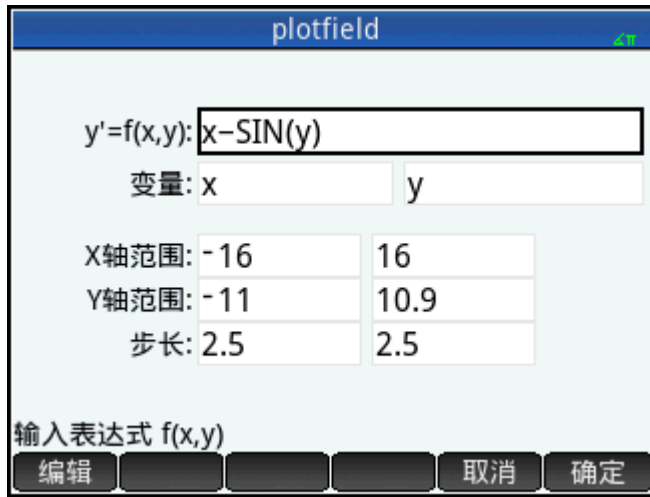 plotfield
∡π
y'=f(x,y): x−SIN(y)
变量: x y
X轴范围: -16 16
Y轴范围: -11 10.9
步长: 2.5 2.5
输入表达式 f(x,y)
编辑 取消 确定